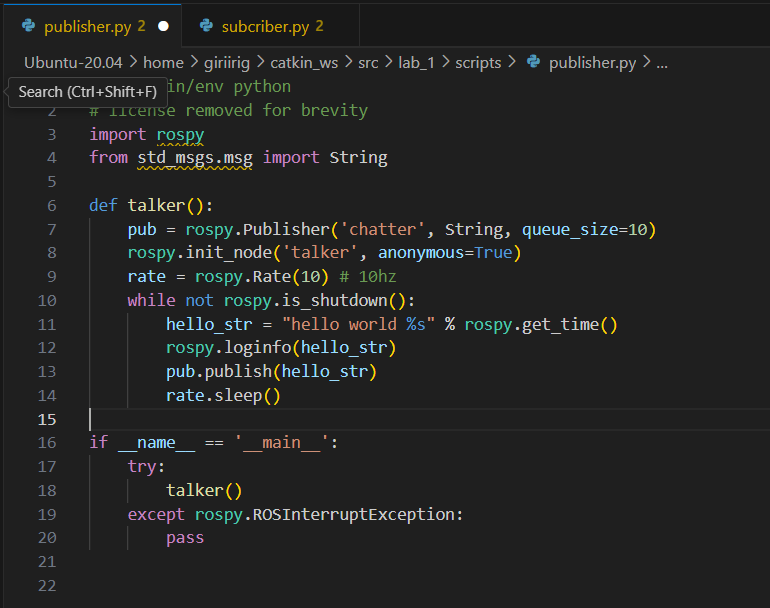 publisher.py 2
subcriber.py 2
Ubuntu-20.04 > home > giriirig > catkin_ws > src > lab_1 > scripts > publisher.py > ...
Search (Ctrl+Shift+F)
in/env python
2 # license removed for brevity
3 import rospy
4 from std_msgs.msg import String
5
6 def talker():
7 pub = rospy.Publisher('chatter', String, queue_size=10)
8 rospy.init_node('talker', anonymous=True)
9 rate = rospy.Rate(10) # 10hz
10 while not rospy.is_shutdown():
11 hello_str = "hello world %s" % rospy.get_time()
12 rospy.loginfo(hello_str)
13 pub.publish(hello_str)
14 rate.sleep()
15
16 if __name__ == '__main__':
17 try:
18 talker()
19 except rospy.ROSInterruptException:
20 pass
21
22